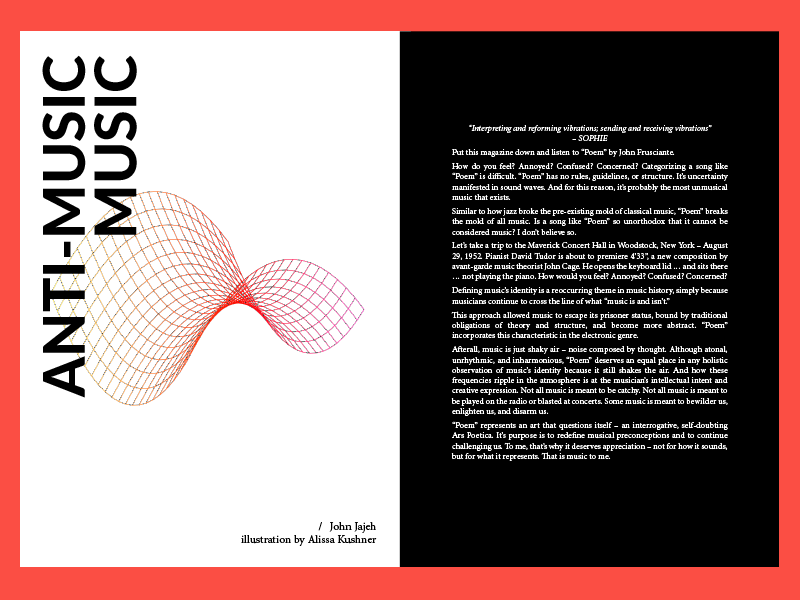 ANTI-MUSIC
MUSIC
/ John Jajeh
illustration by Alissa Kushner
"Interpreting and reforming vibrations; sending and receiving vibrations"
– SOPHIE
Put this magazine down and listen to "Poem" by John Frusciante.
How do you feel? Annoyed? Confused? Concerned? Categorizing a song like
"Poem" is difficult. "Poem" has no rules, guidelines, or structure. It's uncertainty
manifested in sound waves. And for this reason, it's probably the most unmusical
music that exists.
Similar to how jazz broke the pre-existing mold of classical music, "Poem" breaks
the mold of all music. Is a song like "Poem" so unorthodox that it cannot be
considered music? I don't believe so.
Let's take a trip to the Maverick Concert Hall in Woodstock, New York – August
29, 1952. Pianist David Tudor is about to premiere 4'33", a new composition by
avant-garde music theorist John Cage. He opens the keyboard lid ... and sits there
... not playing the piano. How would you feel? Annoyed? Confused? Concerned?
Defining music's identity is a reoccurring theme in music history, simply because
musicians continue to cross the line of what "music is and isn't."
This approach allowed music to escape its prisoner status, bound by traditional
obligations of theory and structure, and become more abstract. "Poem"
incorporates this characteristic in the electronic genre.
Afterall, music is just shaky air – noise composed by thought. Although atonal,
unrhythmic, and inharmonious, "Poem" deserves an equal place in any holistic
observation of music's identity because it still shakes the air. And how these
frequencies ripple in the atmosphere is at the musician's intellectual intent and
creative expression. Not all music is meant to be catchy. Not all music is meant to
be played on the radio or blasted at concerts. Some music is meant to bewilder us,
enlighten us, and disarm us.
"Poem" represents an art that questions itself – an interrogative, self-doubting
Ars Poetica. It's purpose is to redefine musical preconceptions and to continue
challenging us. To me, that's why it deserves appreciation – not for how it sounds,
but for what it represents. That is music to me.